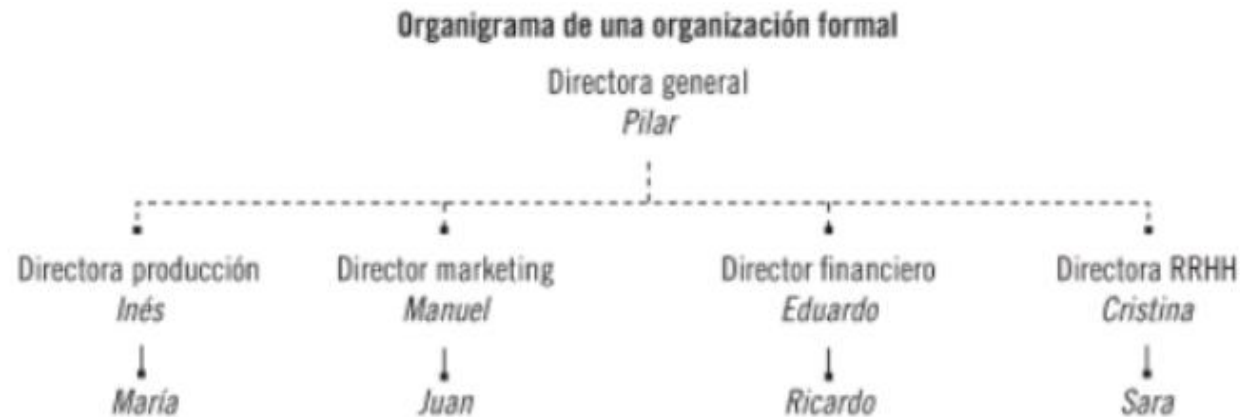 Organigrama de una organización formal
Directora general
Pilar
Directora producción
Inés
María
Director marketing
Manuel
Juan
Director financiero
Eduardo
Ricardo
Directora RRHH
Cristina
Sara